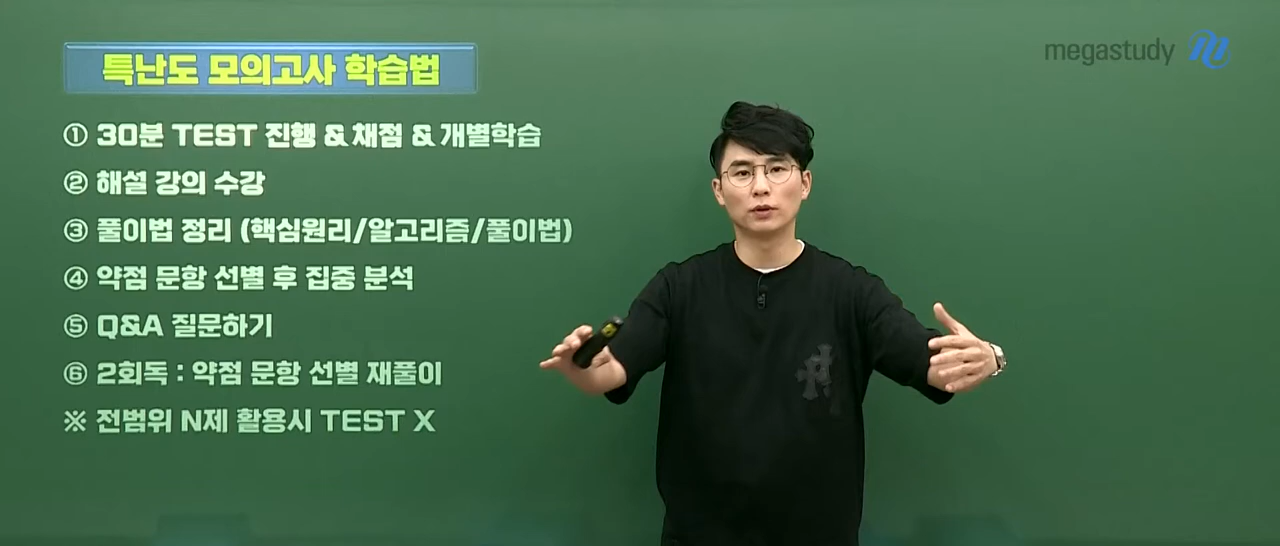 특난도 모의고사 학습법
① 30분 TEST 진행 & 채점 & 개별학습
② 해설 강의 수강
③ 풀이법 정리 (핵심원리/알고리즘/풀이법)
④ 약점 문항 선별 후 집중 분석
⑤ Q&A 질문하기
⑥ 2회독 : 약점 문항 선별 재풀이
※ 전범위 N제 활용시 TEST X
megastudy